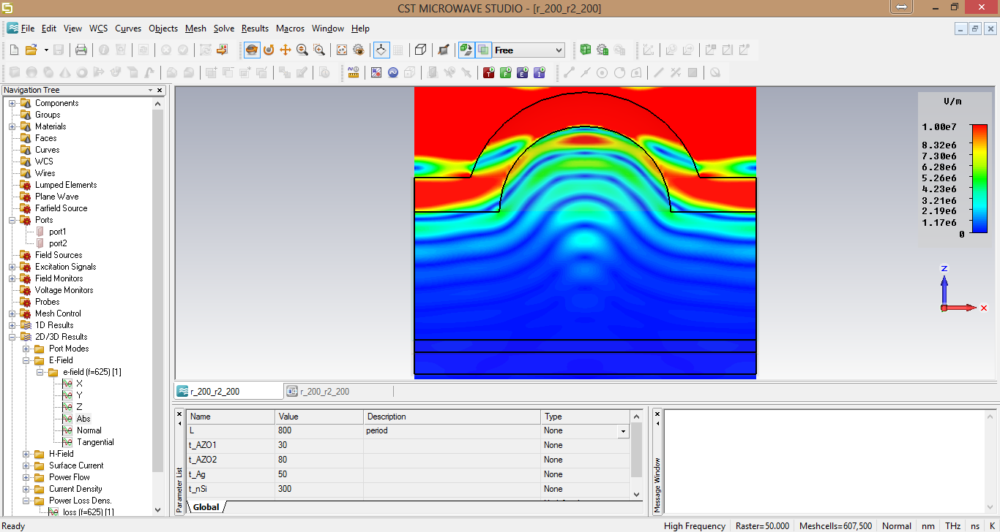 CST MICROWAVE STUDIO - [r_200_r2_200]
File Edit View WCS Curves Objects Mesh Solve Results Macros Window Help
Free
Navigation Tree
Components
Groups
Materials
Faces
Curves
WCS
Wires
Lumped Elements
Plane Wave
Farfield Source
Ports
port1
port2
Field Sources
Excitation Signals
Field Monitors
Voltage Monitors
Probes
Mesh Control
1D Results
2D/3D Results
Port Modes
E-Field
e-field (f=625) [1]
X
Y
Z
Abs
Normal
Tangential
H-Field
Surface Current
Power Flow
Current Density
Power Loss Dens.
loss (f=625) [1]
V/m
1.00e7
8.32e6
7.30e6
6.28e6
5.26e6
4.23e6
3.21e6
2.19e6
1.17e6
0
Z
X
r_200_r2_200 r_200_r2_200
Parameter List
Name Value Description Type
L 800 period None
t_AZO1 30 None
t_AZO2 80 None
t_Ag 50 None
t_nSi 300 None
Global
Message Window
Ready High Frequency Raster=50.000 Meshcells=607,500 Normal nm THz ns K